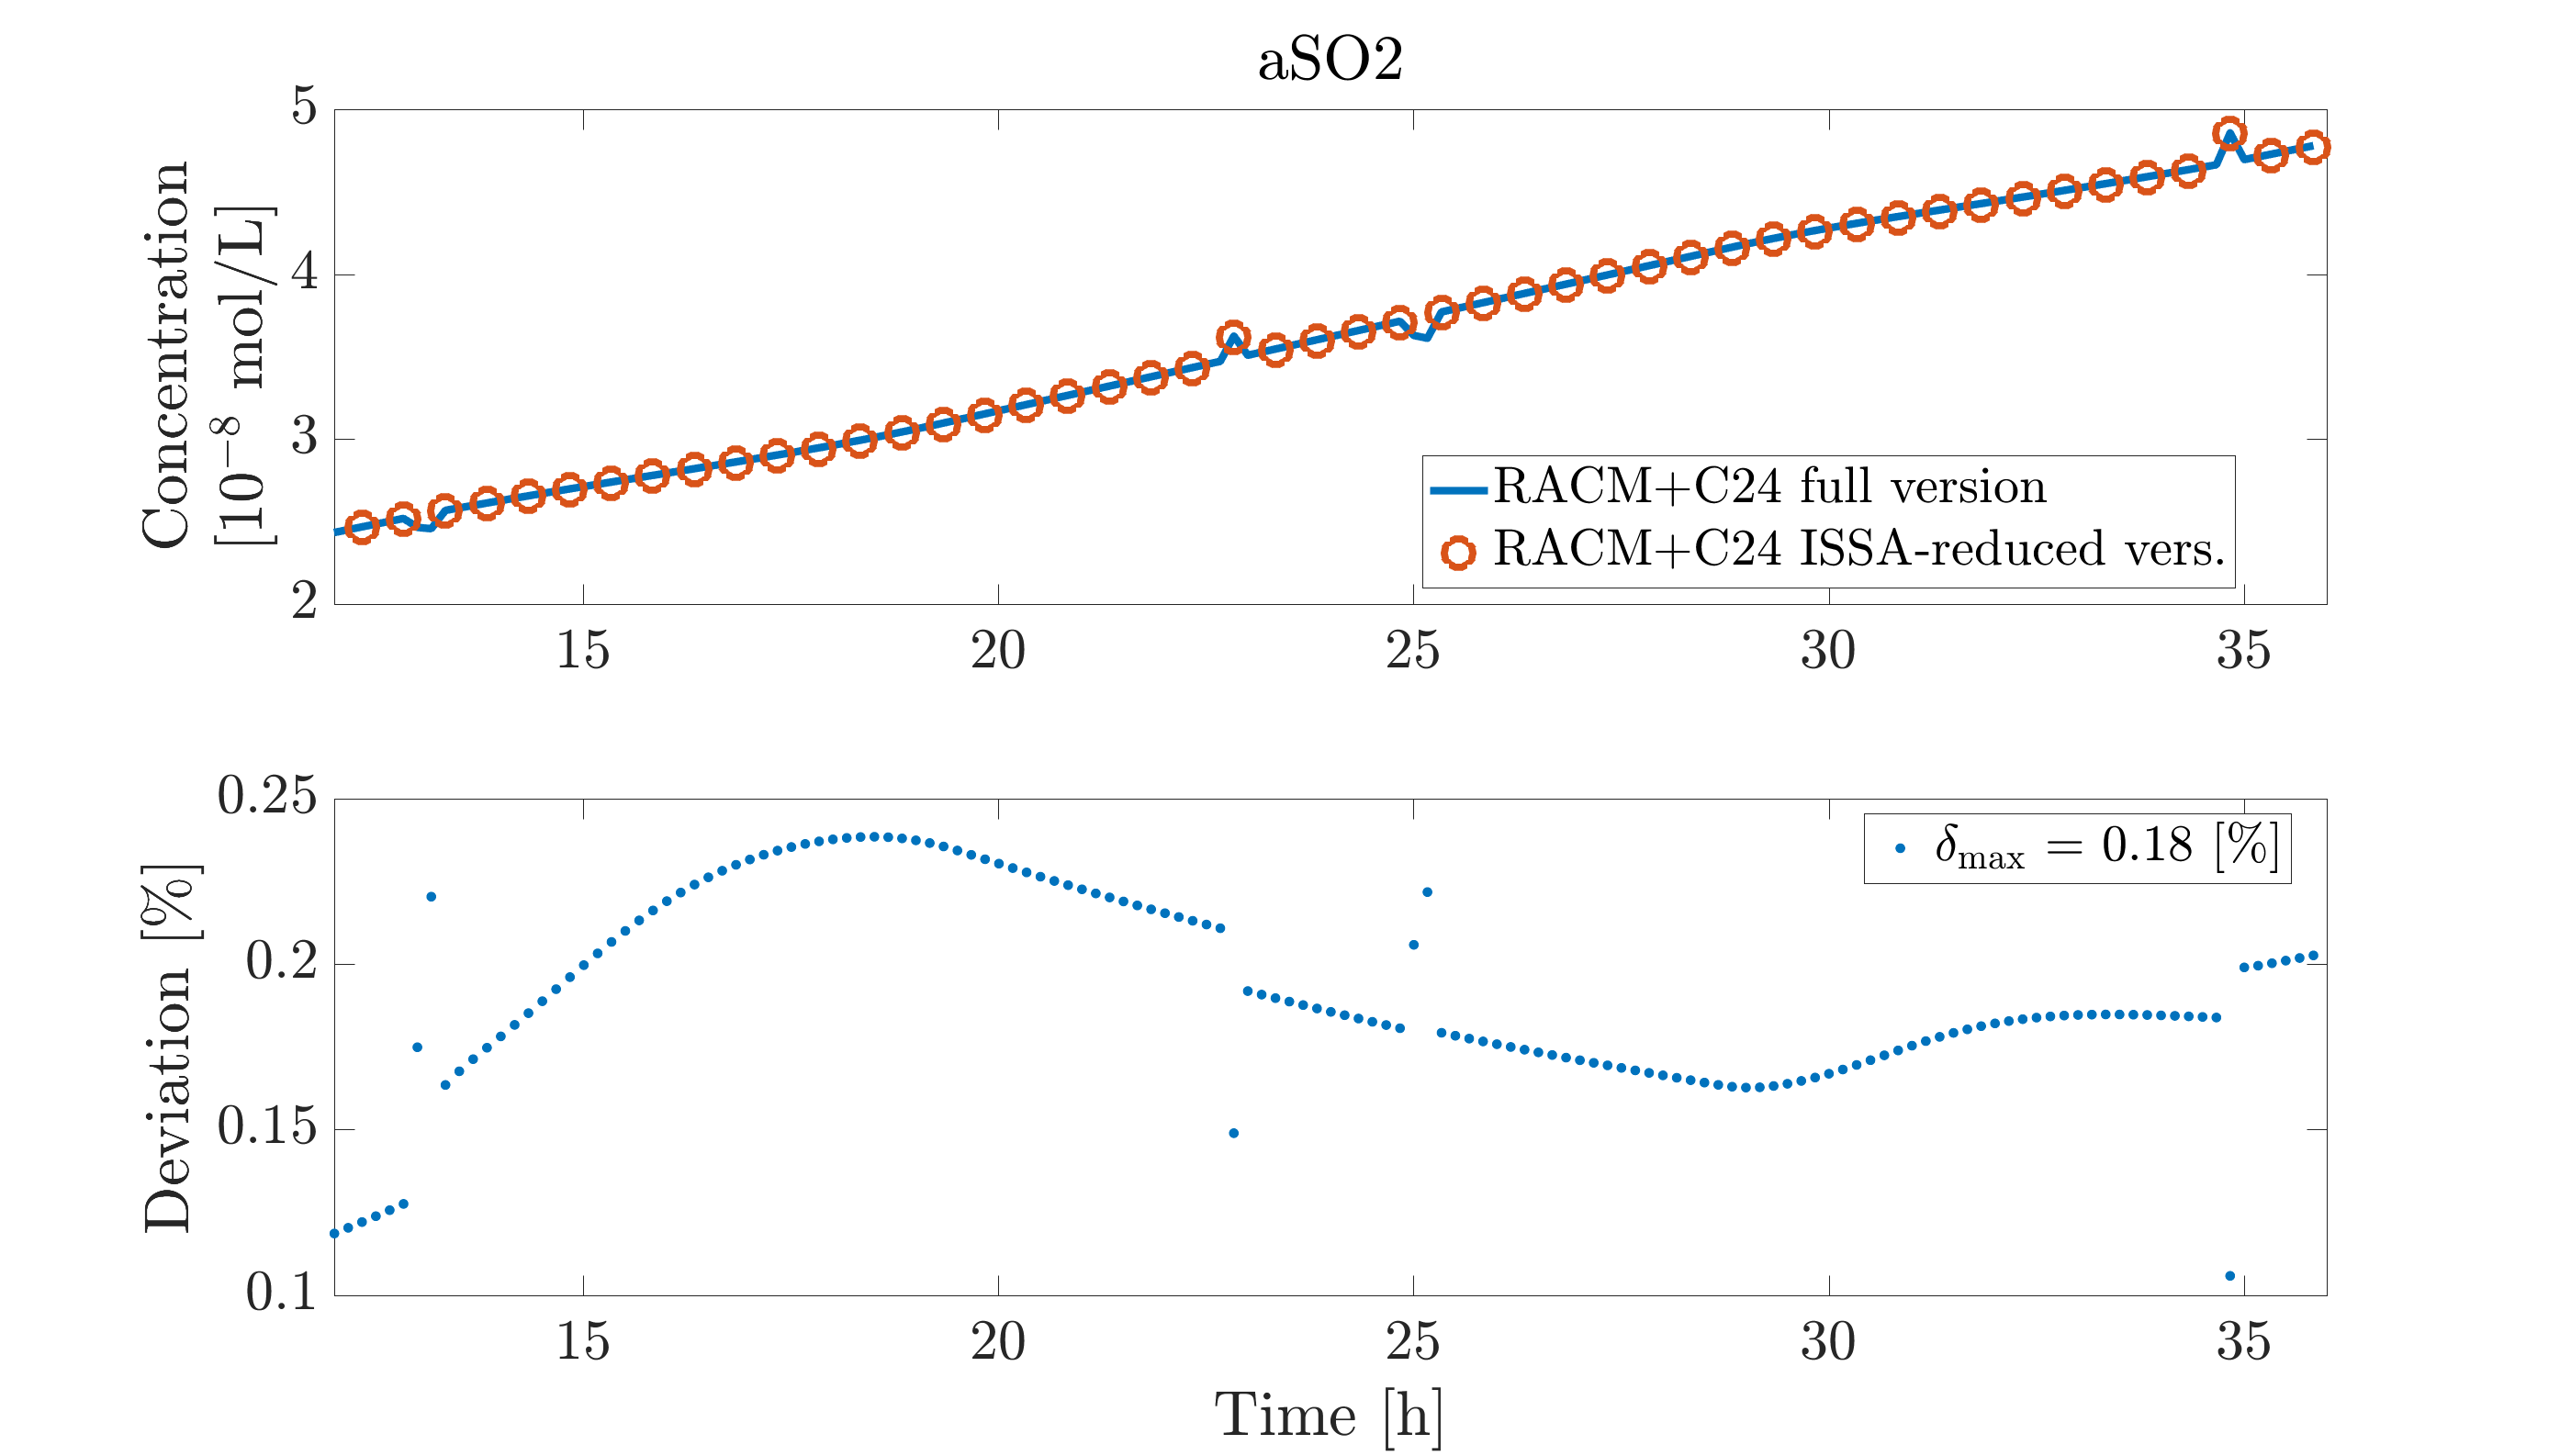 aSO2
Concentration
[10⁻⁸ mol/L]
5
4
3
2
RACM+C24 full version
RACM+C24 ISSA-reduced vers.
15 20 25 30 35
Deviation [%]
0.25
0.2
0.15
0.1
δmax = 0.18 [%]
15 20 25 30 35
Time [h]